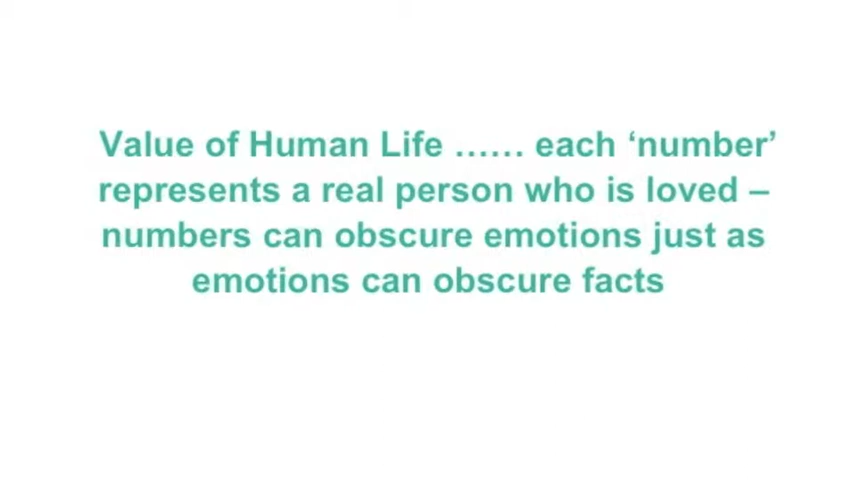 Value of Human Life …… each ‘number’
represents a real person who is loved –
numbers can obscure emotions just as
emotions can obscure facts